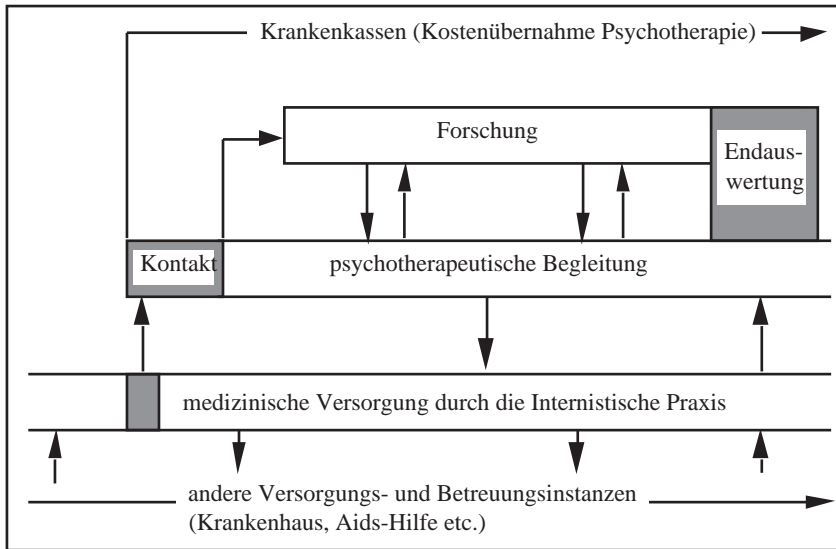 Krankenkassen (Kostenübernahme Psychotherapie)
Forschung
Endaus-
wertung
Kontakt
psychotherapeutische Begleitung
medizinische Versorgung durch die Internistische Praxis
andere Versorgungs- und Betreuungsinstanzen
(Krankenhaus, Aids-Hilfe etc.)